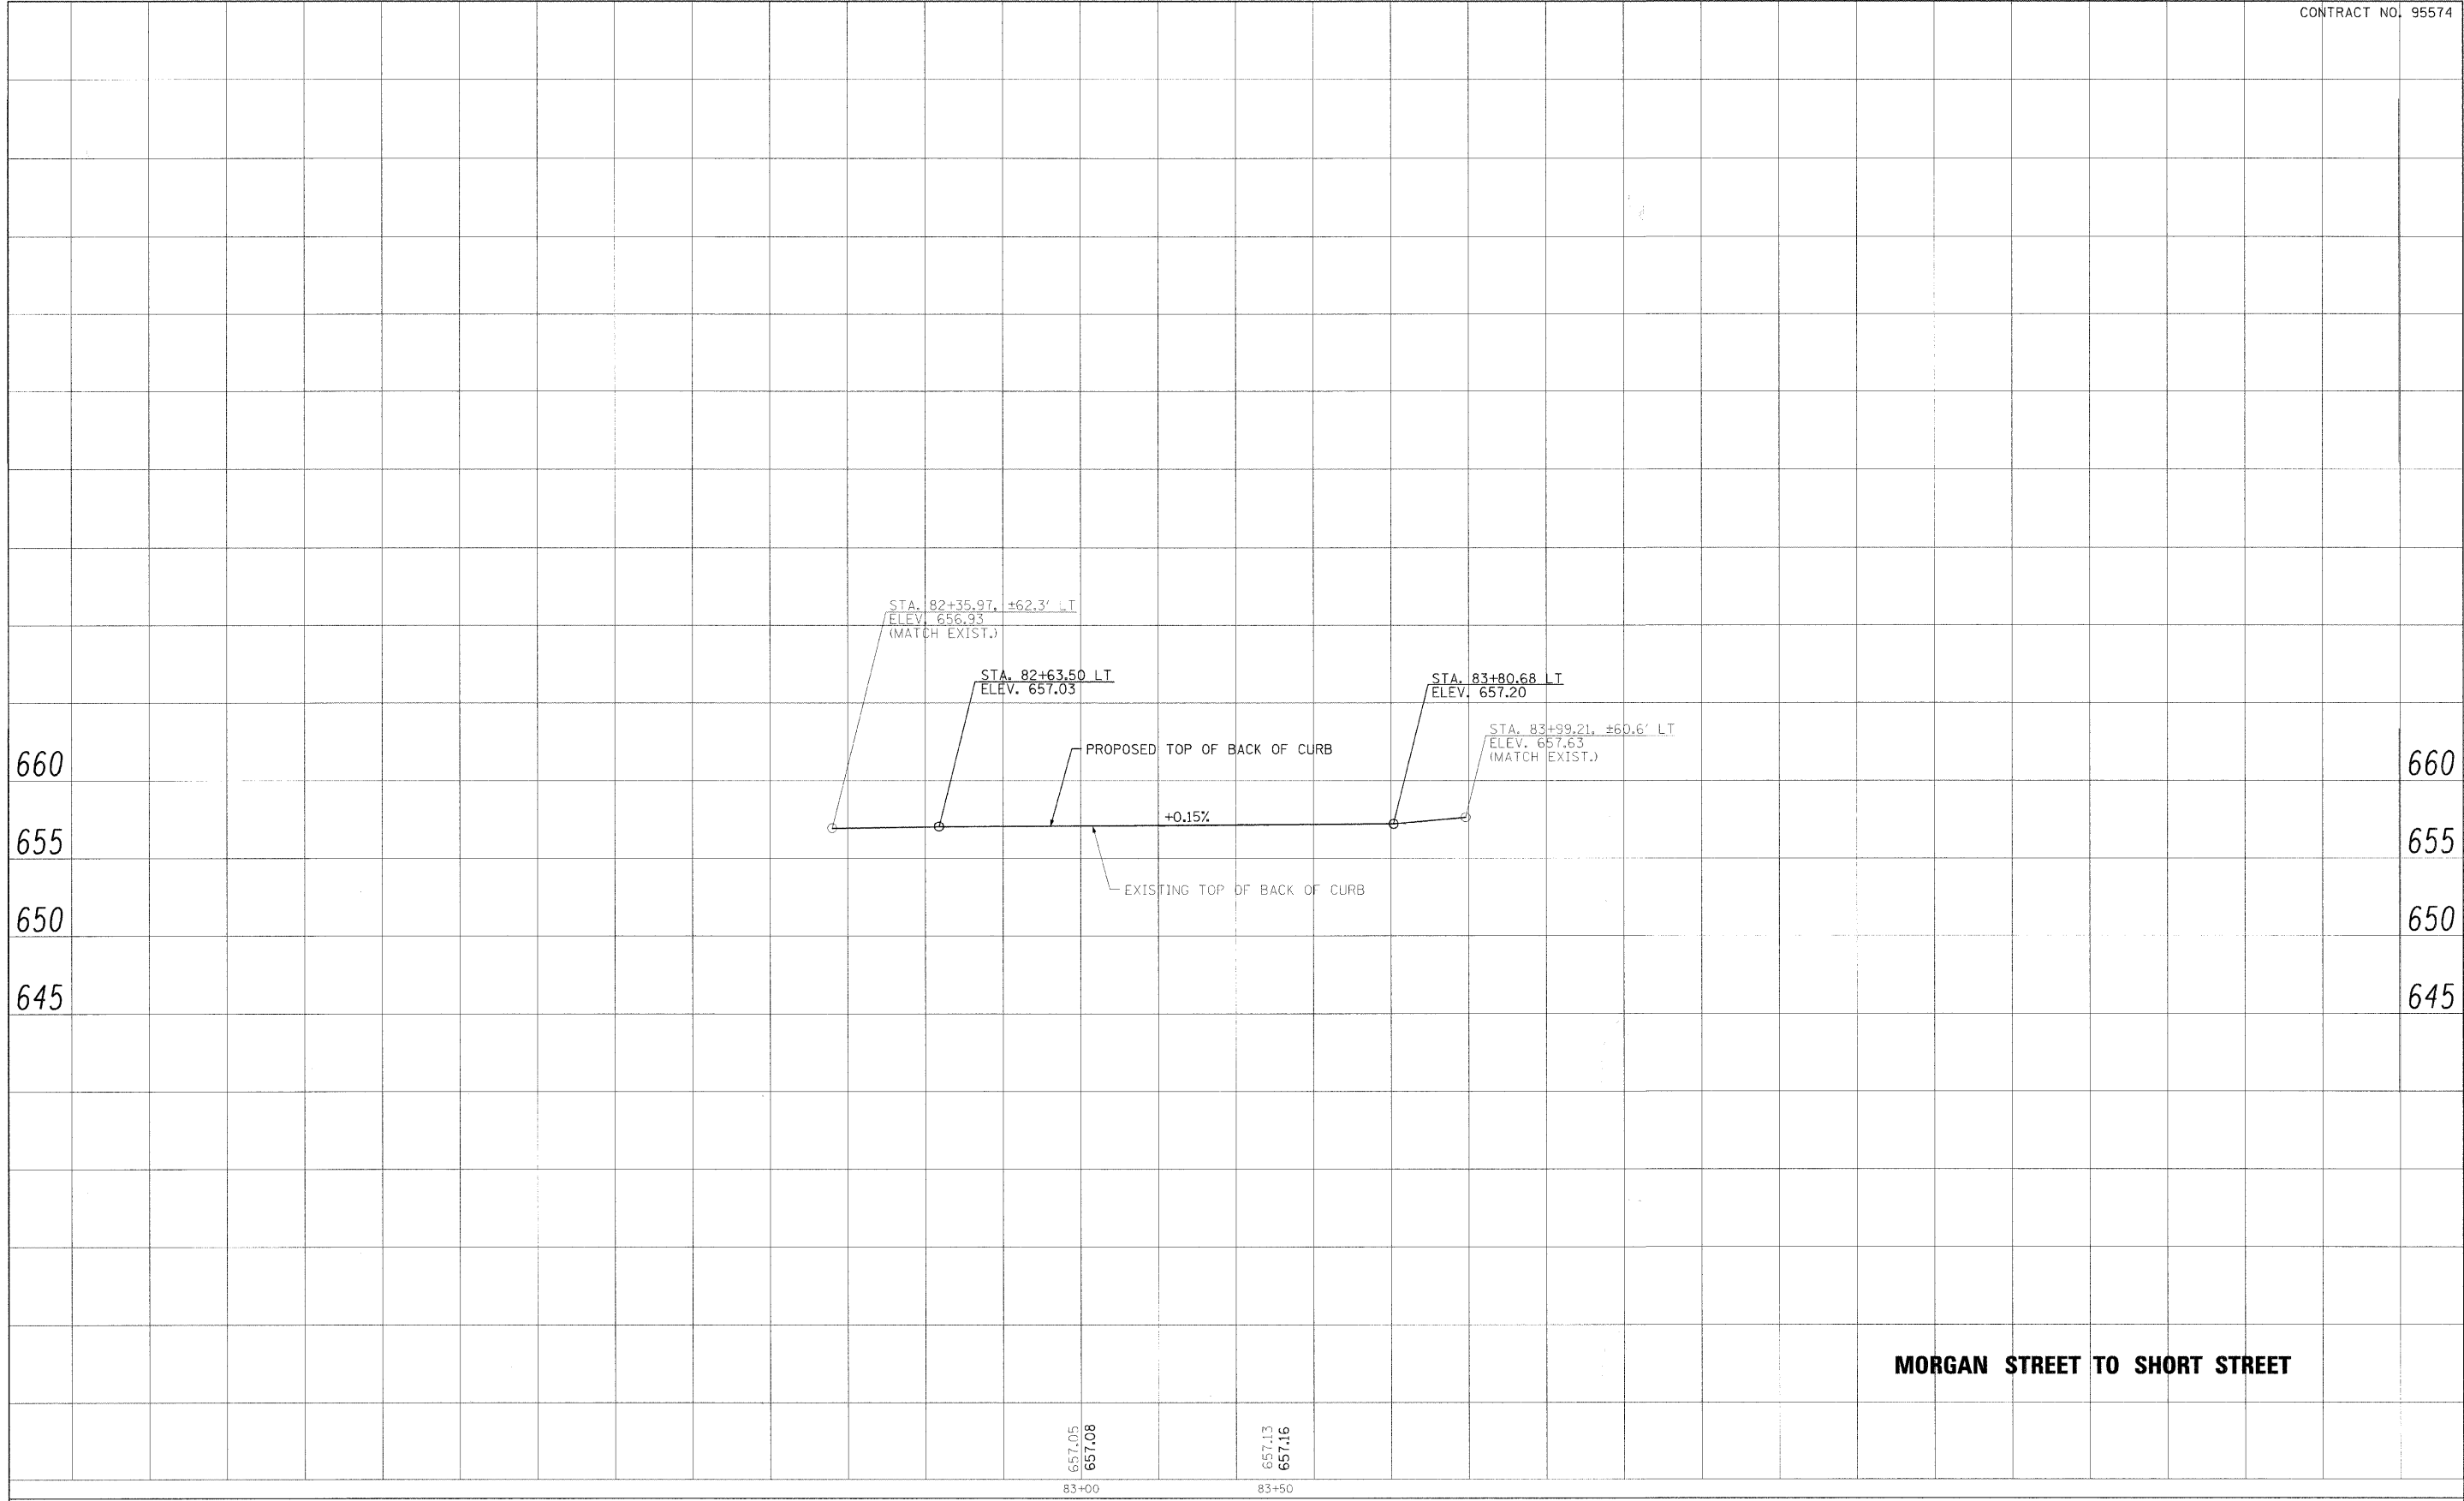 CONTRACT NO. 95574
STA. 82+35.97, ±62.3' LT
ELEV. 656.93
(MATCH EXIST.)
STA. 82+63.50 LT
ELEV. 657.03
STA. 83+80.68 LT
ELEV. 657.20
STA. 83+99.21, ±60.6' LT
ELEV. 657.63
(MATCH EXIST.)
PROPOSED TOP OF BACK OF CURB
660
660
+0.15%
655
655
EXISTING TOP OF BACK OF CURB
650
650
645
645
MORGAN STREET TO SHORT STREET
657.05
657.08
657.13
657.16
83+00
83+50